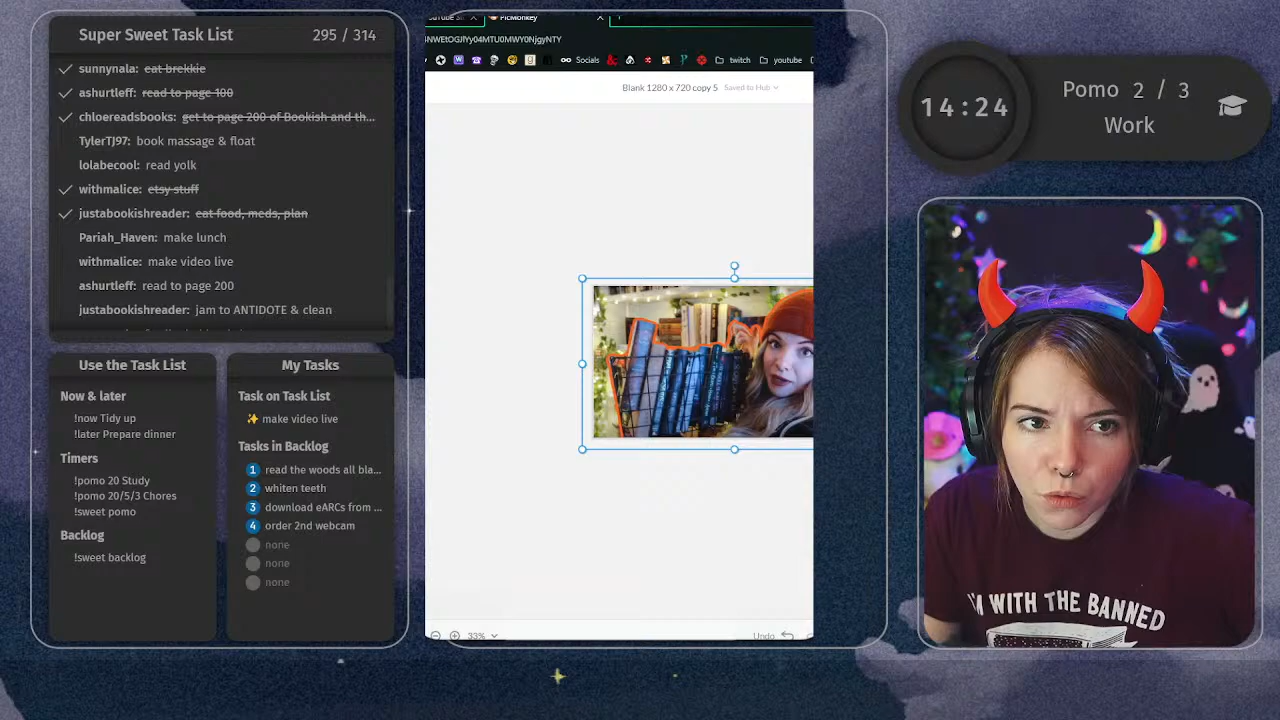 Super Sweet Task List 295 / 314
sunnynala: eat brekkie
ashurtleff: read to page 100
chloereadsbooks: get to page 200 of Bookish and th...
TylerTJ97: book massage & float
lolabecool: read yolk
withmalice: etsy stuff
justabookishreader: eat food, meds, plan
Pariah_Haven: make lunch
withmalice: make video live
ashurtleff: read to page 200
justabookishreader: jam to ANTIDOTE & clean
Use the Task List
Now & later
!now Tidy up
!later Prepare dinner
Timers
!pomo 20 Study
!pomo 20/5/3 Chores
!sweet pomo
Backlog
!sweet backlog
My Tasks
Task on Task List
✨ make video live
Tasks in Backlog
1 read the woods all bla...
2 whiten teeth
3 download eARCs from ...
4 order 2nd webcam
none
none
none
PicMonkey
Socials
twitch
youtube
Blank 1280 x 720 copy 5 Saved to Hub
33%
Undo
14:24
Pomo 2 / 3
Work
I'M WITH THE BANNED